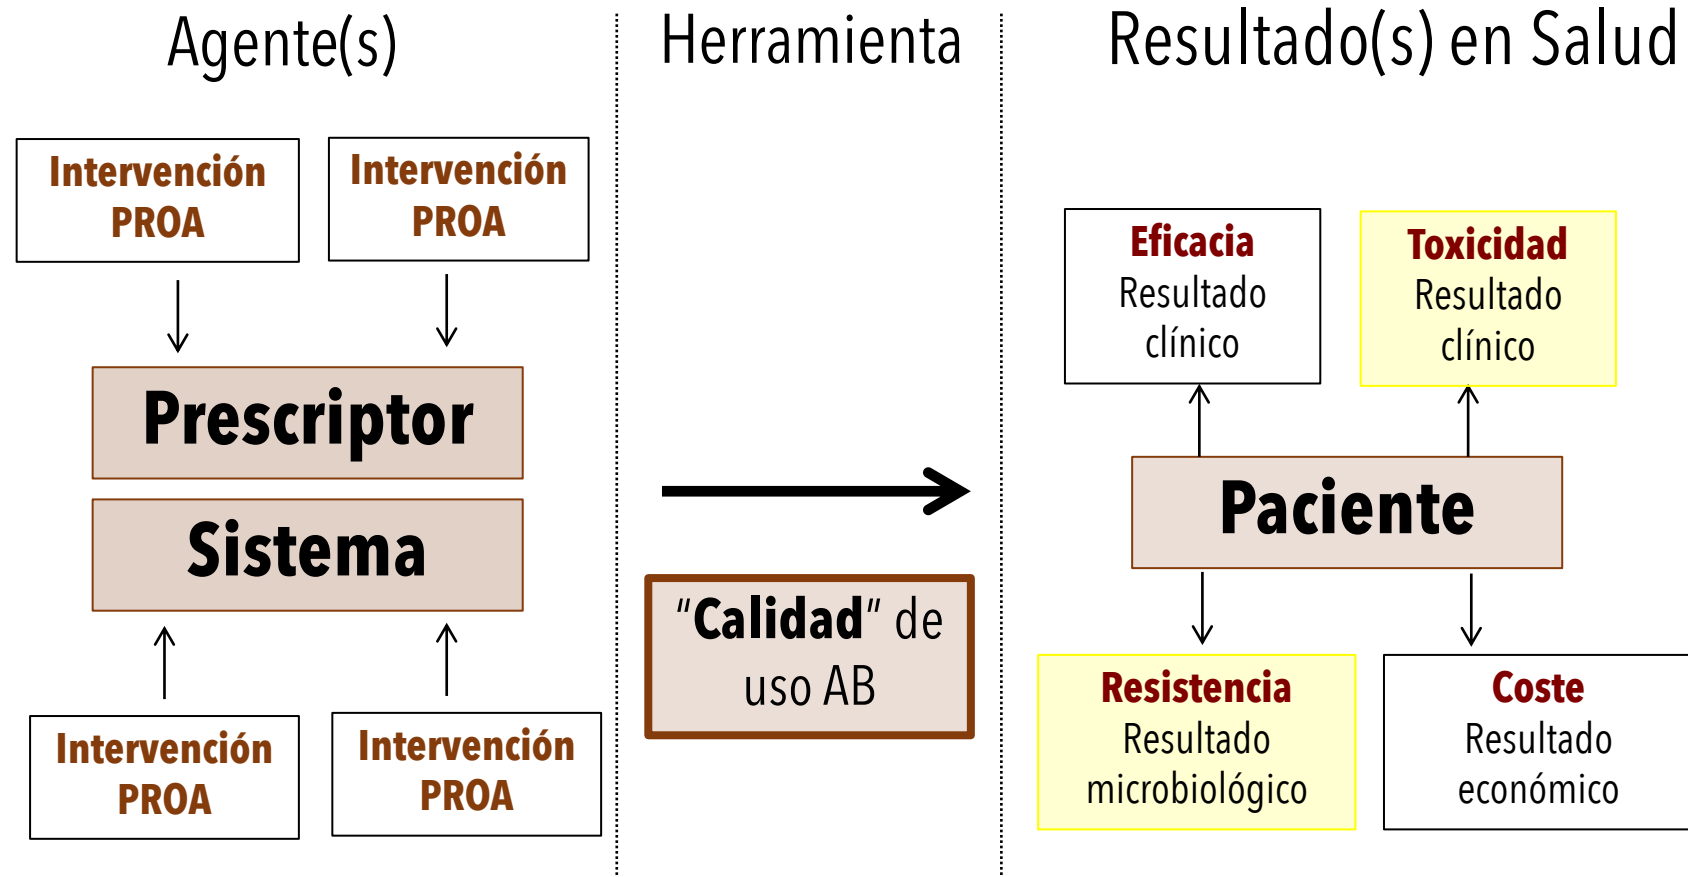 Agente(s)
Herramienta
Resultado(s) en Salud
Intervención
PROA
Intervención
PROA
Prescriptor
Sistema
Intervención
PROA
Intervención
PROA
"Calidad" de
uso AB
Eficacia
Resultado
clínico
Toxicidad
Resultado
clínico
Paciente
Resistencia
Resultado
microbiológico
Coste
Resultado
económico